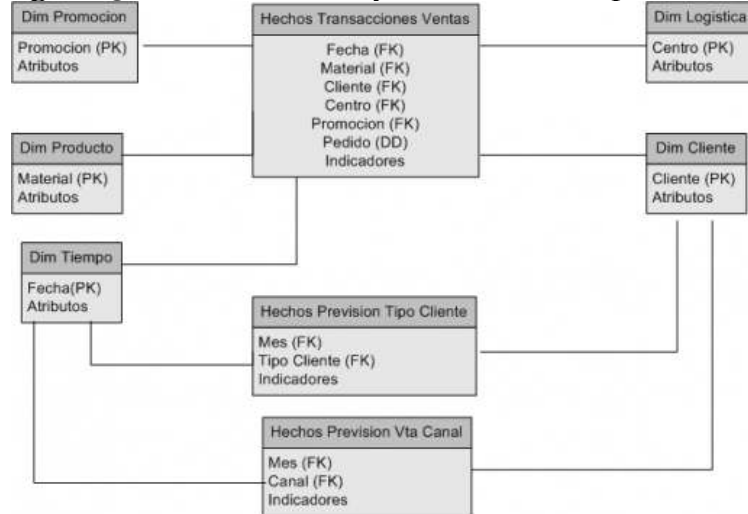 Dim Promocion
Promocion (PK)
Atributos
Hechos Transacciones Ventas
Fecha (FK)
Material (FK)
Cliente (FK)
Centro (FK)
Promocion (FK)
Pedido (DD)
Indicadores
Dim Logistica
Centro (PK)
Atributos
Dim Producto
Material (PK)
Atributos
Dim Cliente
Cliente (PK)
Atributos
Dim Tiempo
Fecha(PK)
Atributos
Hechos Prevision Tipo Cliente
Mes (FK)
Tipo Cliente (FK)
Indicadores
Hechos Prevision Vta Canal
Mes (FK)
Canal (FK)
Indicadores